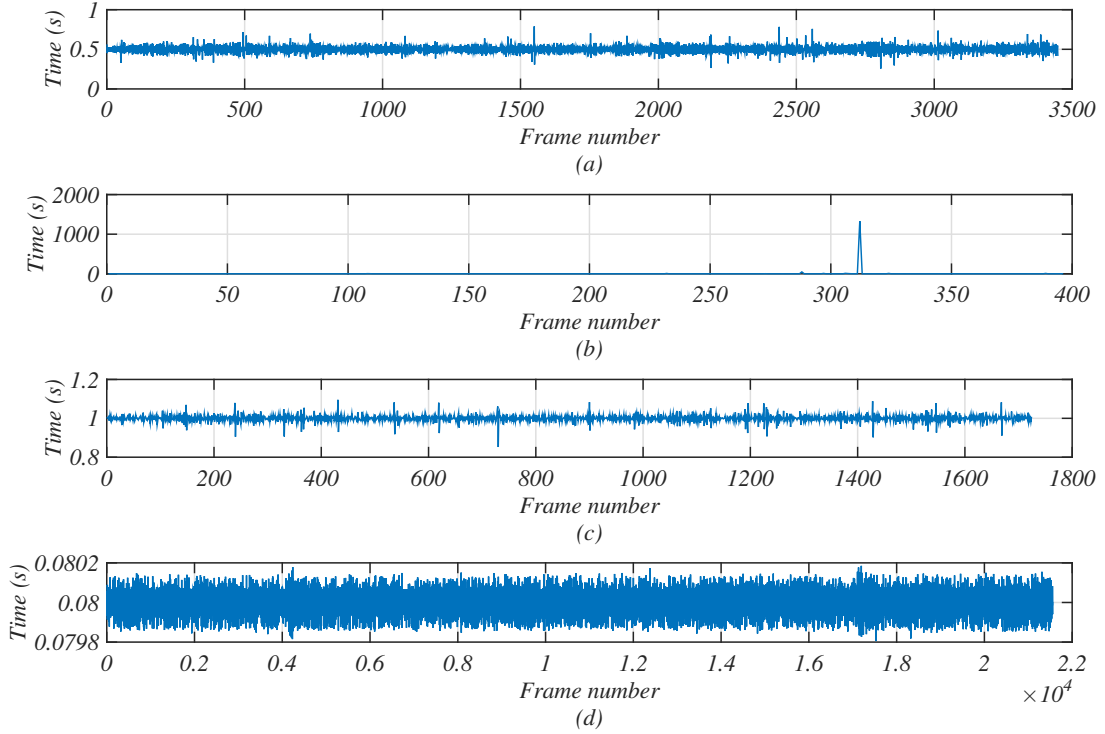 1
0.5
0
Time (s)
0 500 1000 1500 2000 2500 3000 3500
Frame number
(a)
2000
1000
0
Time (s)
0 50 100 150 200 250 300 350 400
Frame number
(b)
1.2
1
0.8
Time (s)
0 200 400 600 800 1000 1200 1400 1600 1800
Frame number
(c)
0.0802
0.08
0.0798
Time (s)
0 0.2 0.4 0.6 0.8 1 1.2 1.4 1.6 1.8 2 2.2
Frame number
×10⁴
(d)